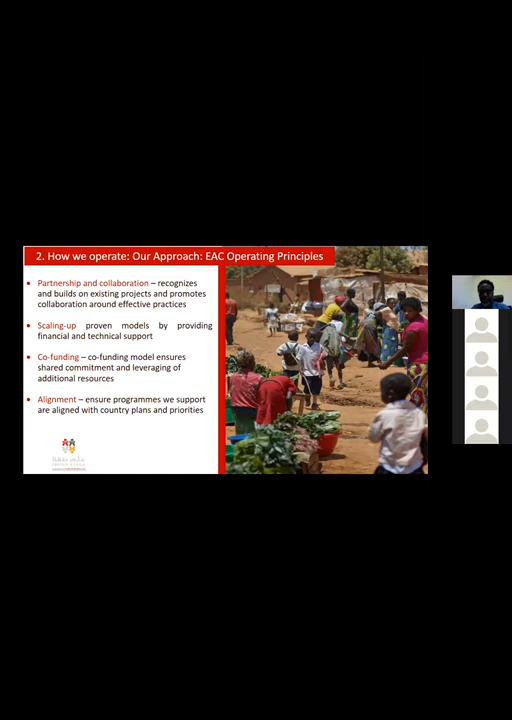 2. How we operate: Our Approach: EAC Operating Principles
• Partnership and collaboration – recognizes
and builds on existing projects and promotes
collaboration around effective practices
• Scaling-up proven models by providing
financial and technical support
• Co-funding – co-funding model ensures
shared commitment and leveraging of
additional resources
• Alignment – ensure programmes we support
are aligned with country plans and priorities